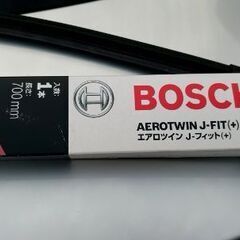 入数:
1本
長さ:
700mm
BOSCH
AEROTWIN J-FIT(+)
エアロツイン J-フィット(+)